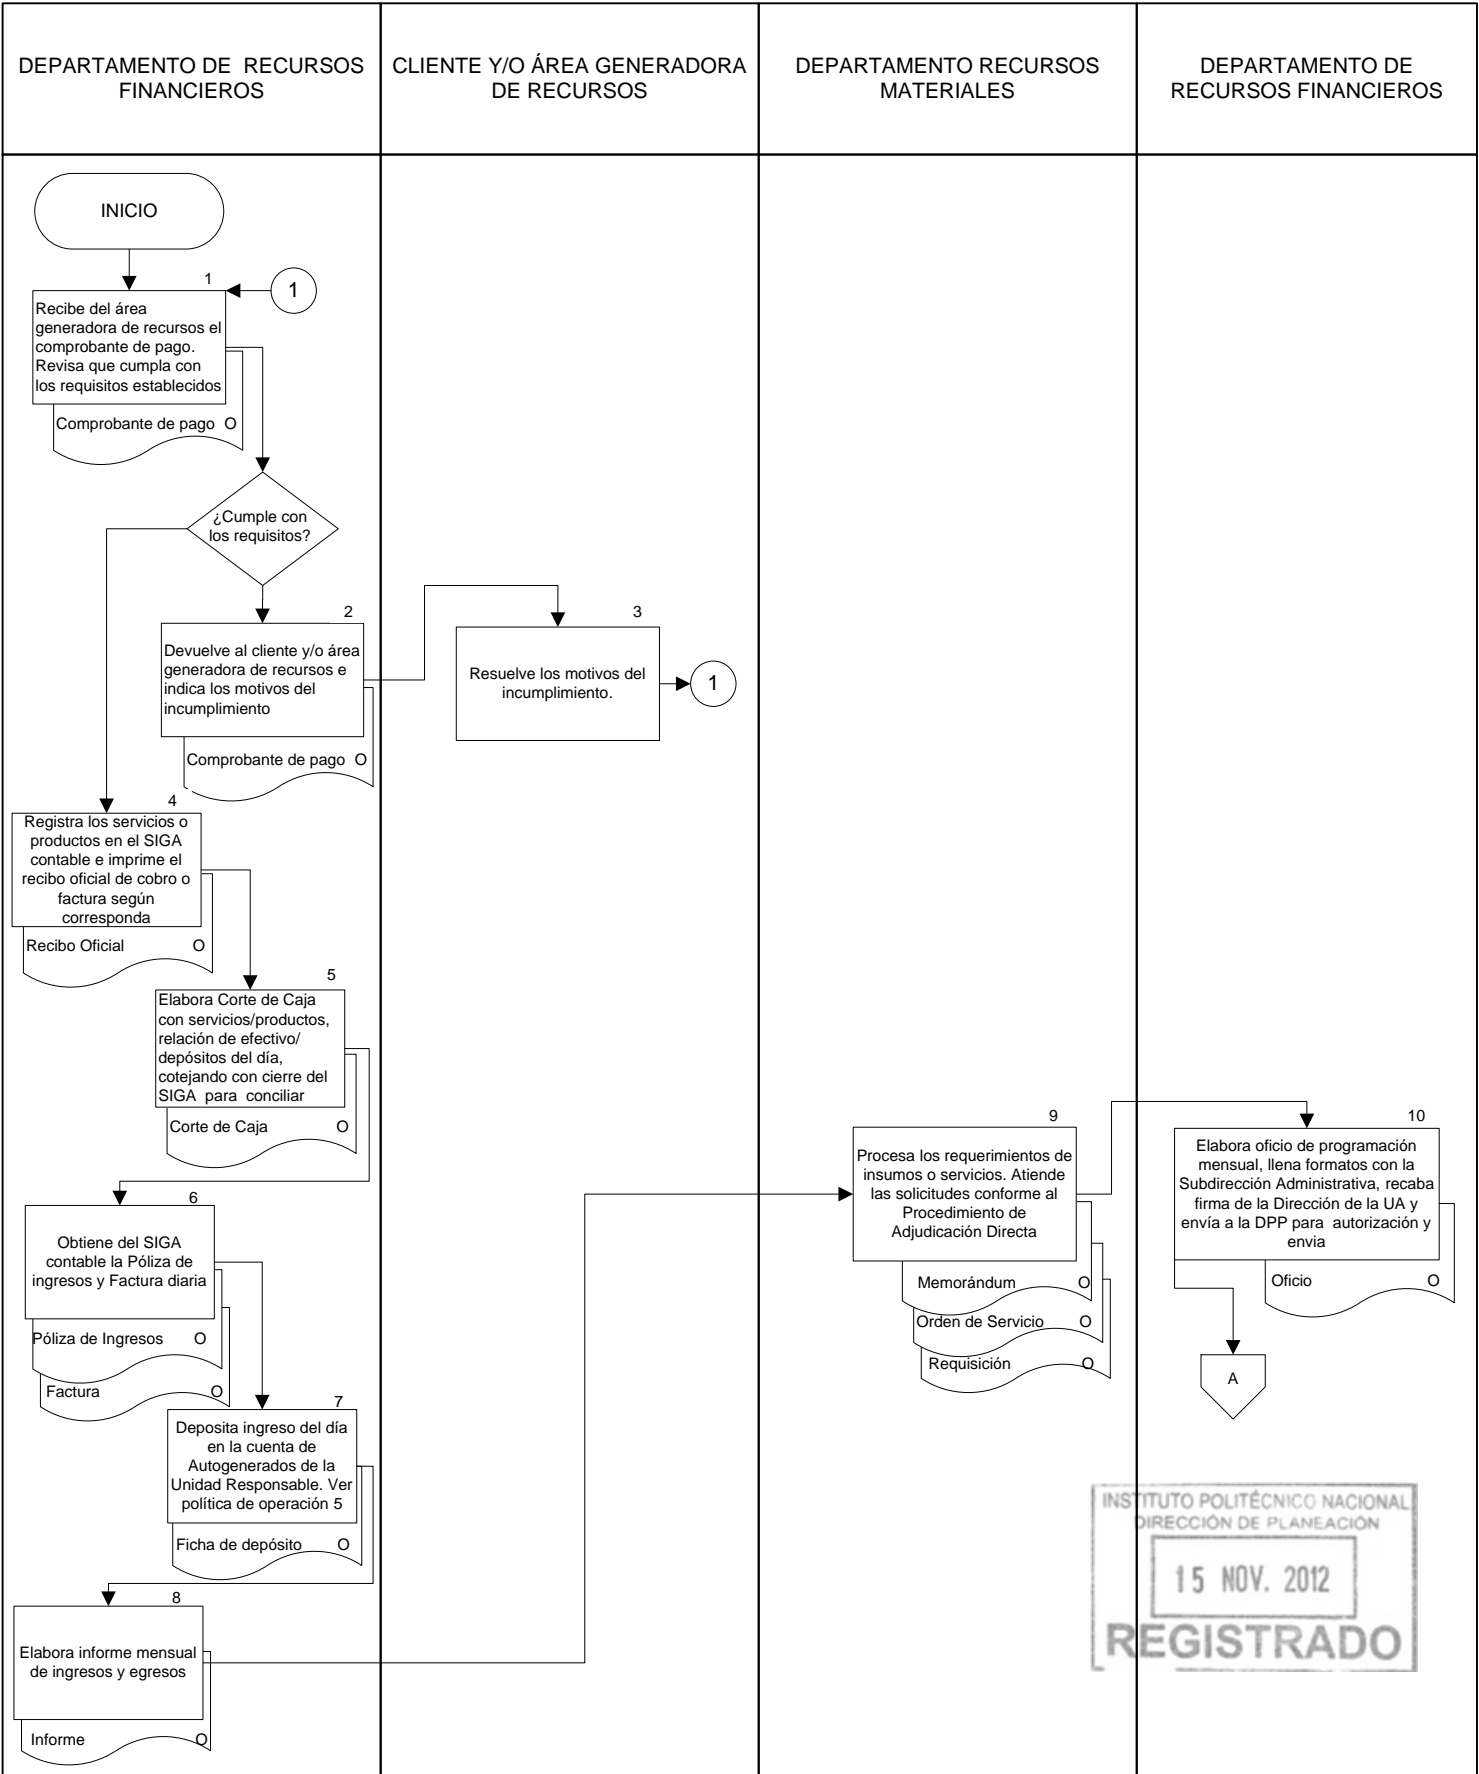 DEPARTAMENTO DE RECURSOS
FINANCIEROS
CLIENTE Y/O ÁREA GENERADORA
DE RECURSOS
DEPARTAMENTO RECURSOS
MATERIALES
DEPARTAMENTO DE
RECURSOS FINANCIEROS
INICIO
1
1
Recibe del área
generadora de recursos el
comprobante de pago.
Revisa que cumpla con
los requisitos establecidos
Comprobante de pago O
¿Cumple con
los requisitos?
2
Devuelve al cliente y/o área
generadora de recursos e
indica los motivos del
incumplimiento
Comprobante de pago O
3
Resuelve los motivos del
incumplimiento.
1
4
Registra los servicios o
productos en el SIGA
contable e imprime el
recibo oficial de cobro o
factura según
corresponda
Recibo Oficial O
5
Elabora Corte de Caja
con servicios/productos,
relación de efectivo/
depósitos del día,
cotejando con cierre del
SIGA para conciliar
Corte de Caja O
6
Obtiene del SIGA
contable la Póliza de
ingresos y Factura diaria
Póliza de Ingresos O
Factura O
7
Deposita ingreso del día
en la cuenta de
Autogenerados de la
Unidad Responsable. Ver
política de operación 5
Ficha de depósito O
8
Elabora informe mensual
de ingresos y egresos
Informe O
9
Procesa los requerimientos de
insumos o servicios. Atiende
las solicitudes conforme al
Procedimiento de
Adjudicación Directa
Memorándum O
Orden de Servicio O
Requisición O
10
Elabora oficio de programación
mensual, llena formatos con la
Subdirección Administrativa, recaba
firma de la Dirección de la UA y
envía a la DPP para autorización y
envia
Oficio O
A
INSTITUTO POLITÉCNICO NACIONAL
DIRECCIÓN DE PLANEACIÓN
15 NOV. 2012
REGISTRADO